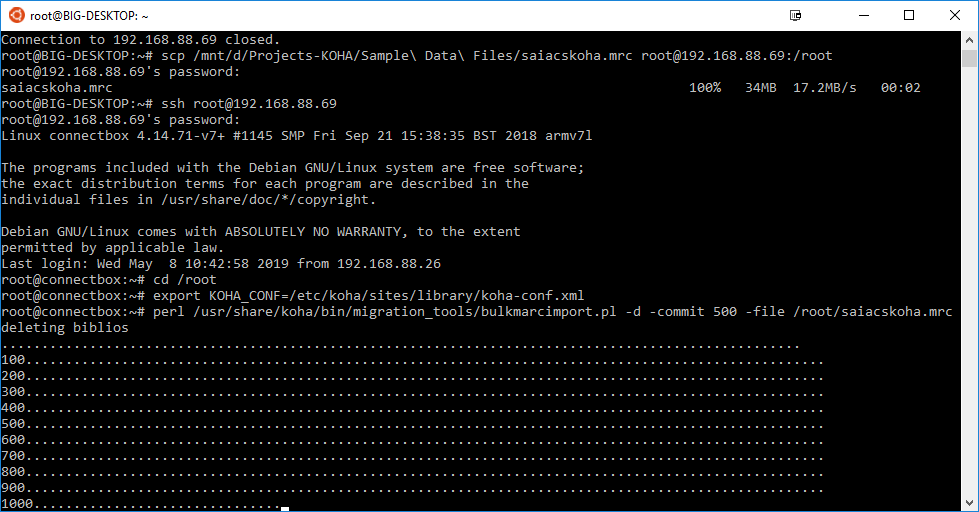 root@BIG-DESKTOP: ~
Connection to 192.168.88.69 closed.
root@BIG-DESKTOP:~# scp /mnt/d/Projects-KOHA/Sample\ Data\ Files/saiacskoha.mrc root@192.168.88.69:/root
root@192.168.88.69's password:
saiacskoha.mrc 100% 34MB 17.2MB/s 00:02
root@BIG-DESKTOP:~# ssh root@192.168.88.69
root@192.168.88.69's password:
Linux connectbox 4.14.71-v7+ #1145 SMP Fri Sep 21 15:38:35 BST 2018 armv7l
The programs included with the Debian GNU/Linux system are free software;
the exact distribution terms for each program are described in the
individual files in /usr/share/doc/*/copyright.
Debian GNU/Linux comes with ABSOLUTELY NO WARRANTY, to the extent
permitted by applicable law.
Last login: Wed May  8 10:42:58 2019 from 192.168.88.26
root@connectbox:~# cd /root
root@connectbox:~# export KOHA_CONF=/etc/koha/sites/library/koha-conf.xml
root@connectbox:~# perl /usr/share/koha/bin/migration_tools/bulkmarcimport.pl -d -commit 500 -file /root/saiacskoha.mrc
deleting biblios
....................................................................................................
100...................................................................................................
200...................................................................................................
300...................................................................................................
400...................................................................................................
500...................................................................................................
600...................................................................................................
700...................................................................................................
800...................................................................................................
900...................................................................................................
1000...............................